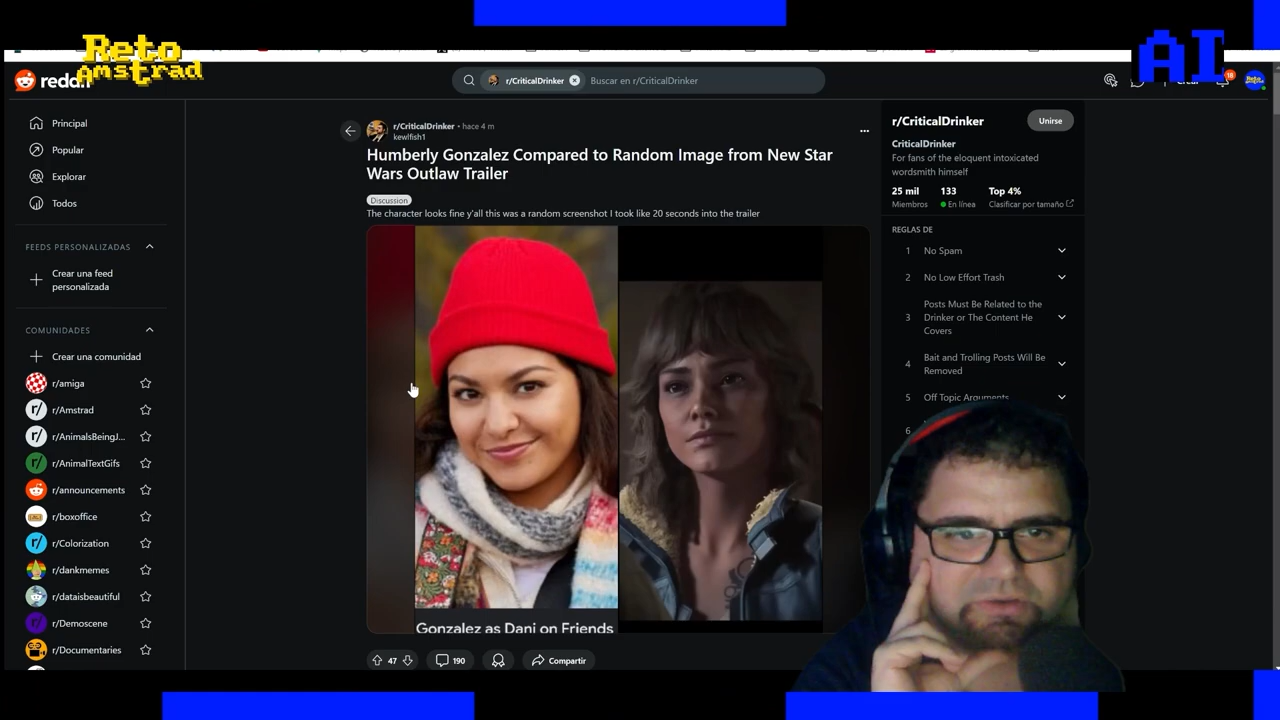 Reto
Amstrad
AI
r/CriticalDrinker
Buscar en r/CriticalDrinker
18
Principal
Popular
Explorar
Todos
FEEDS PERSONALIZADAS
Crear una feed
personalizada
COMUNIDADES
Crear una comunidad
r/amiga
r/Amstrad
r/AnimalsBeingJ...
r/AnimalTextGifs
r/announcements
r/boxoffice
r/Colorization
r/dankmemes
r/dataisbeautiful
r/Demoscene
r/Documentaries
r/CriticalDrinker • hace 4 m
kewlfish1
Humberly Gonzalez Compared to Random Image from New Star
Wars Outlaw Trailer
Discussion
The character looks fine y'all this was a random screenshot I took like 20 seconds into the trailer
Gonzalez as Dani on Friends
47
190
Compartir
r/CriticalDrinker
Unirse
CriticalDrinker
For fans of the eloquent intoxicated
wordsmith himself
25 mil 133 Top 4%
Miembros En línea Clasificar por tamaño
REGLAS DE
1 No Spam
2 No Low Effort Trash
3 Posts Must Be Related to the
Drinker or The Content He
Covers
4 Bait and Trolling Posts Will Be
Removed
5 Off Topic Arguments
6